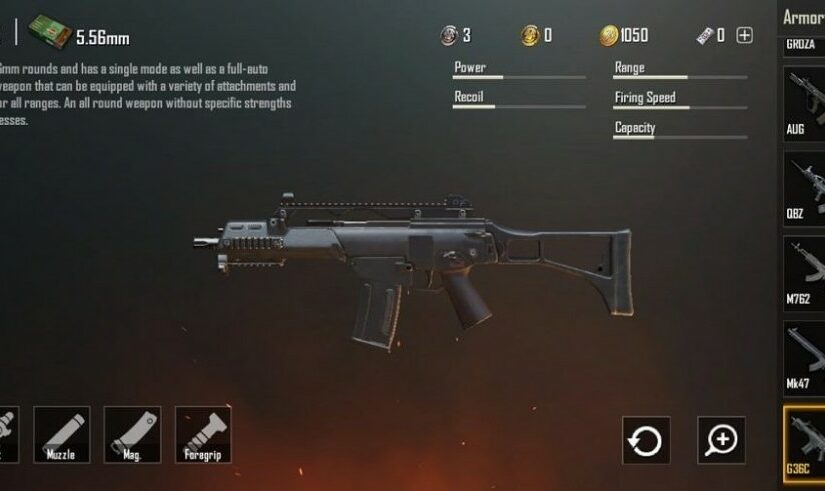 5.56mm
3
0
1050
0
Armor
mm rounds and has a single mode as well as a full-auto
weapon that can be equipped with a variety of attachments and
or all ranges. An all round weapon without specific strengths
esses.
Power
Range
Recoil
Firing Speed
Capacity
GROZA
AUG
QBZ
M762
Mk47
G36C
Muzzle
Mag.
Foregrip